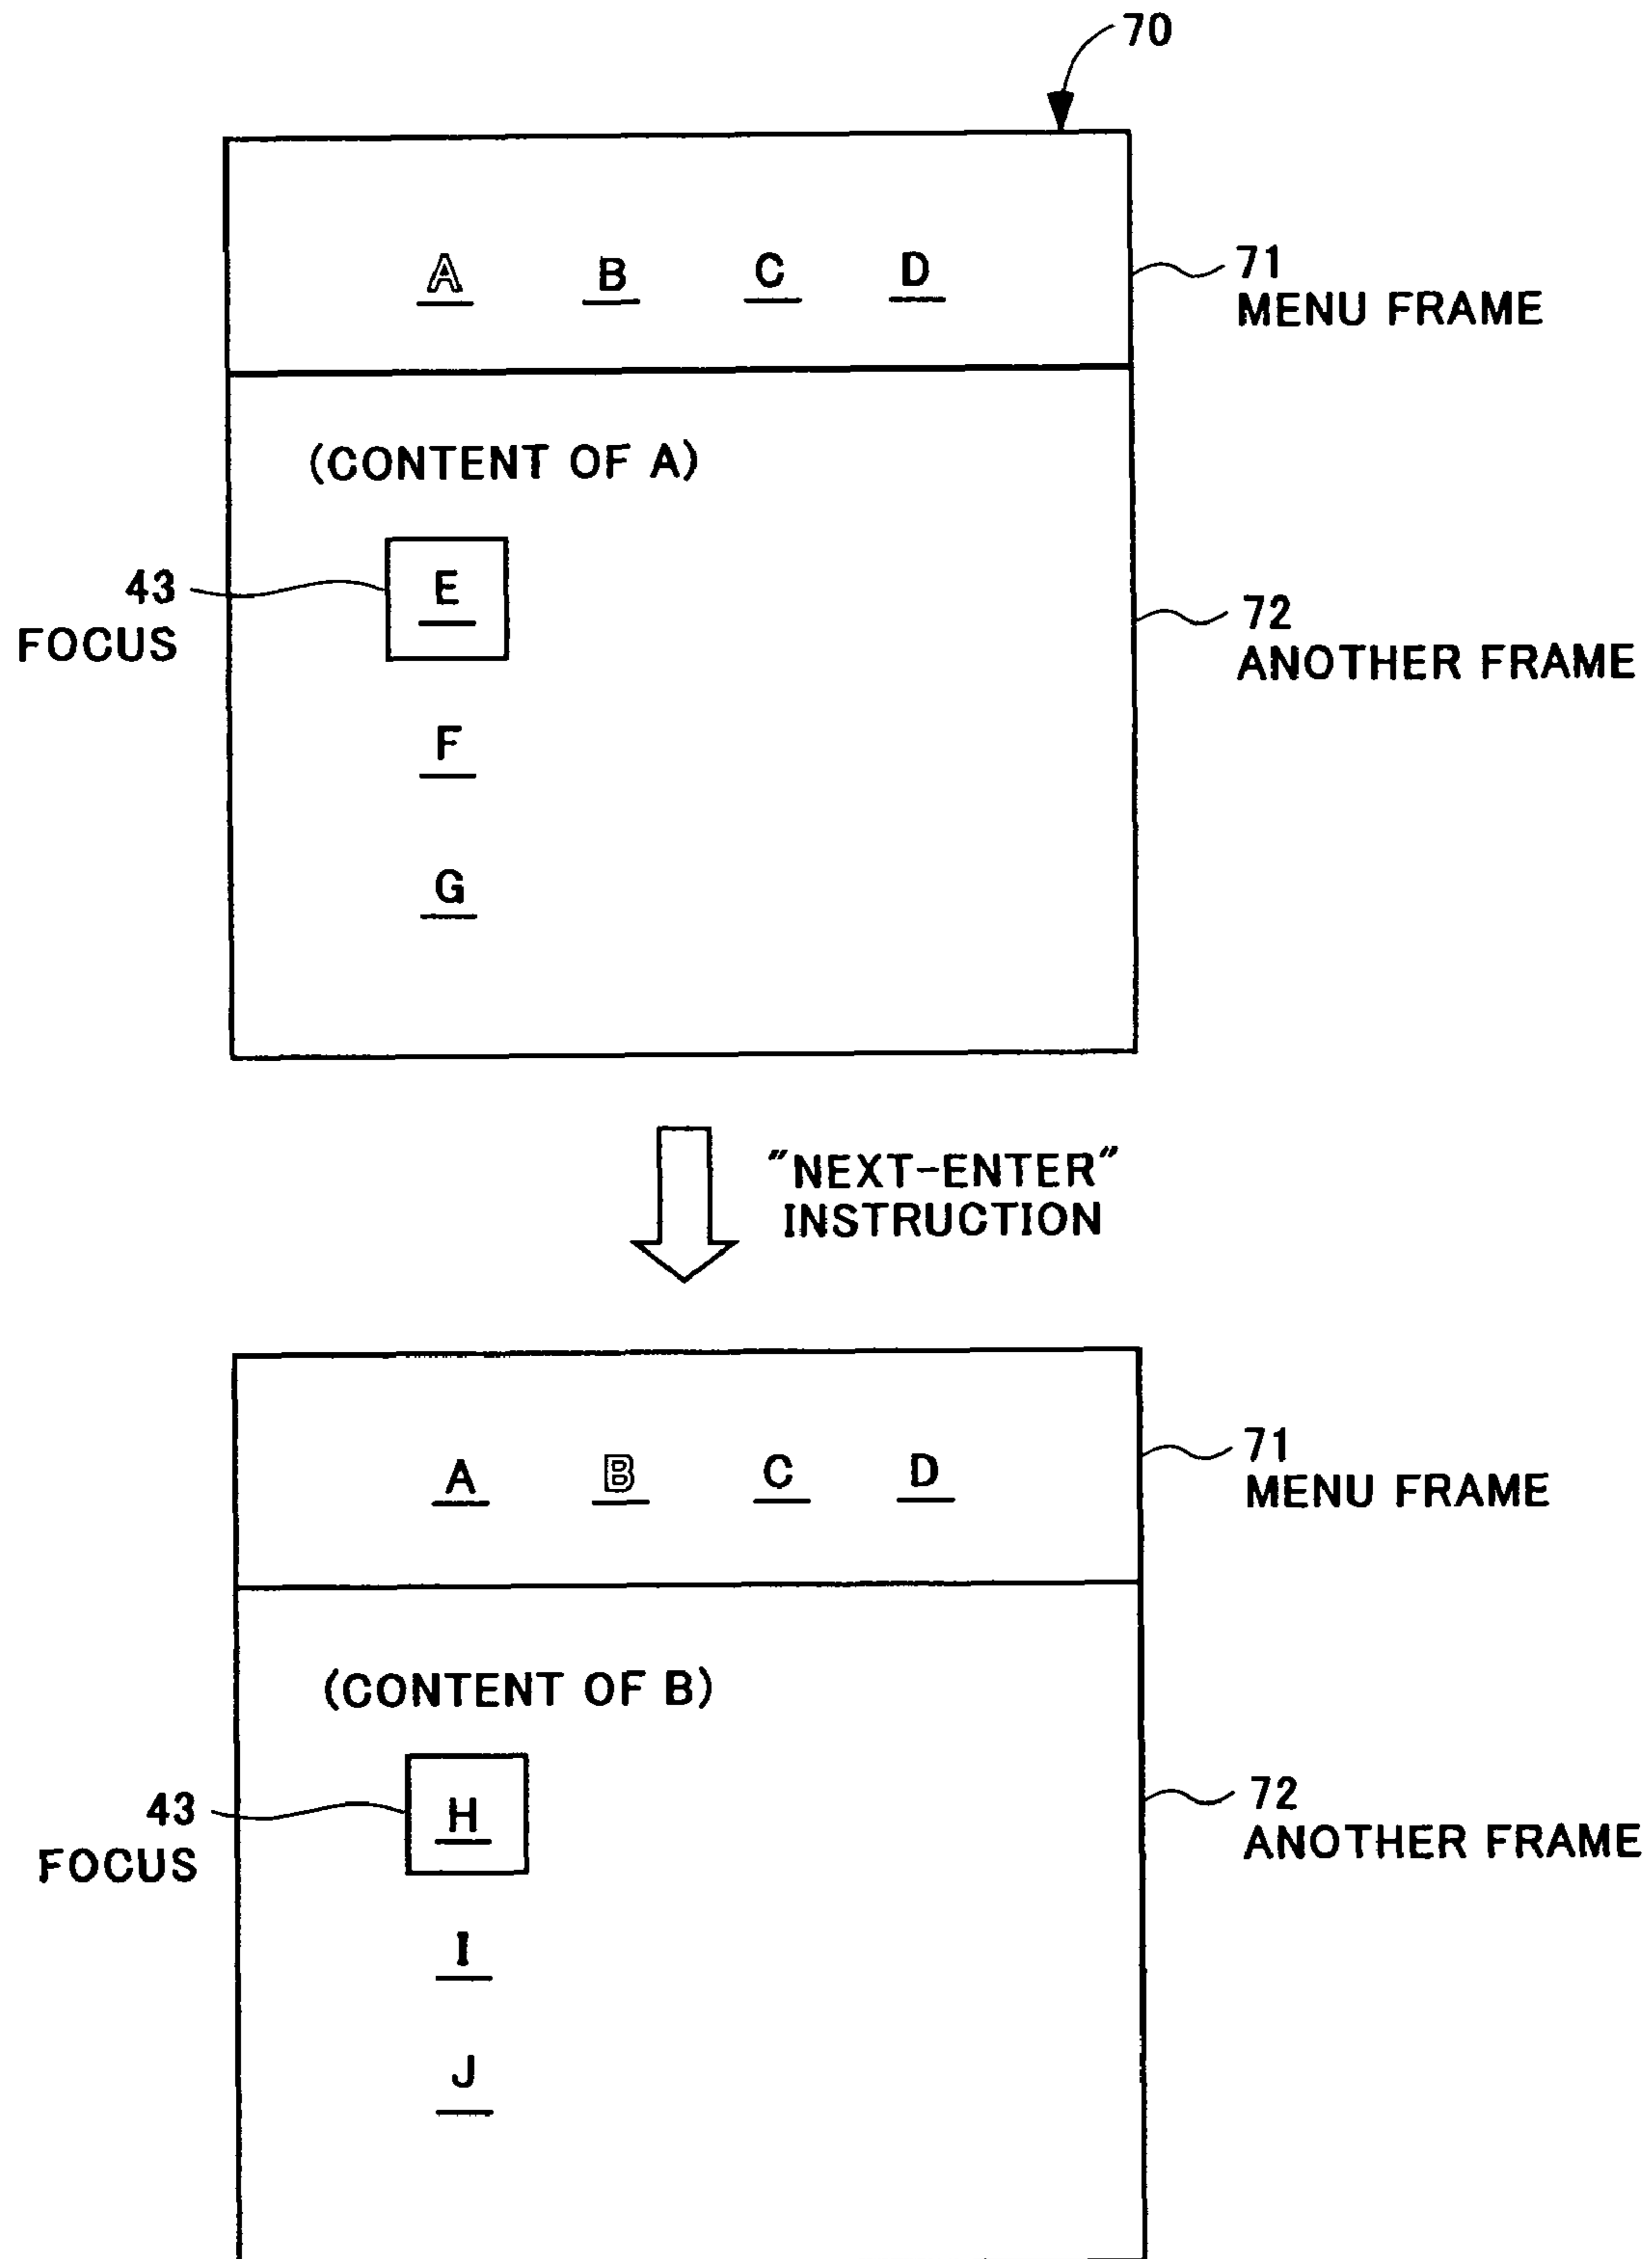 70
A B C D
71
MENU FRAME
(CONTENT OF A)
43
FOCUS
E
72
ANOTHER FRAME
F
G
"NEXT-ENTER"
INSTRUCTION
A B C D
71
MENU FRAME
(CONTENT OF B)
43
FOCUS
H
72
ANOTHER FRAME
I
J